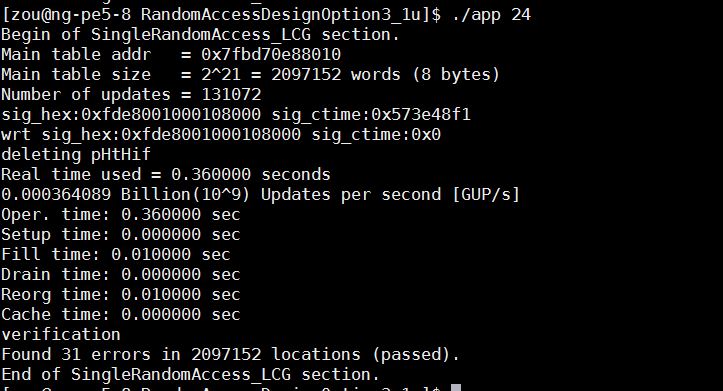 [zou@ng-pe5-8 RandomAccessDesignOption3_1u]$ ./app 24
Begin of SingleRandomAccess_LCG section.
Main table addr   = 0x7fbd70e88010
Main table size   = 2^21 = 2097152 words (8 bytes)
Number of updates = 131072
sig_hex:0xfde8001000108000 sig_ctime:0x573e48f1
wrt sig_hex:0xfde8001000108000 sig_ctime:0x0
deleting pHtHif
Real time used = 0.360000 seconds
0.000364089 Billion(10^9) Updates per second [GUP/s]
Oper. time: 0.360000 sec
Setup time: 0.000000 sec
Fill time: 0.010000 sec
Drain time: 0.000000 sec
Reorg time: 0.010000 sec
Cache time: 0.000000 sec
verification
Found 31 errors in 2097152 locations (passed).
End of SingleRandomAccess_LCG section.